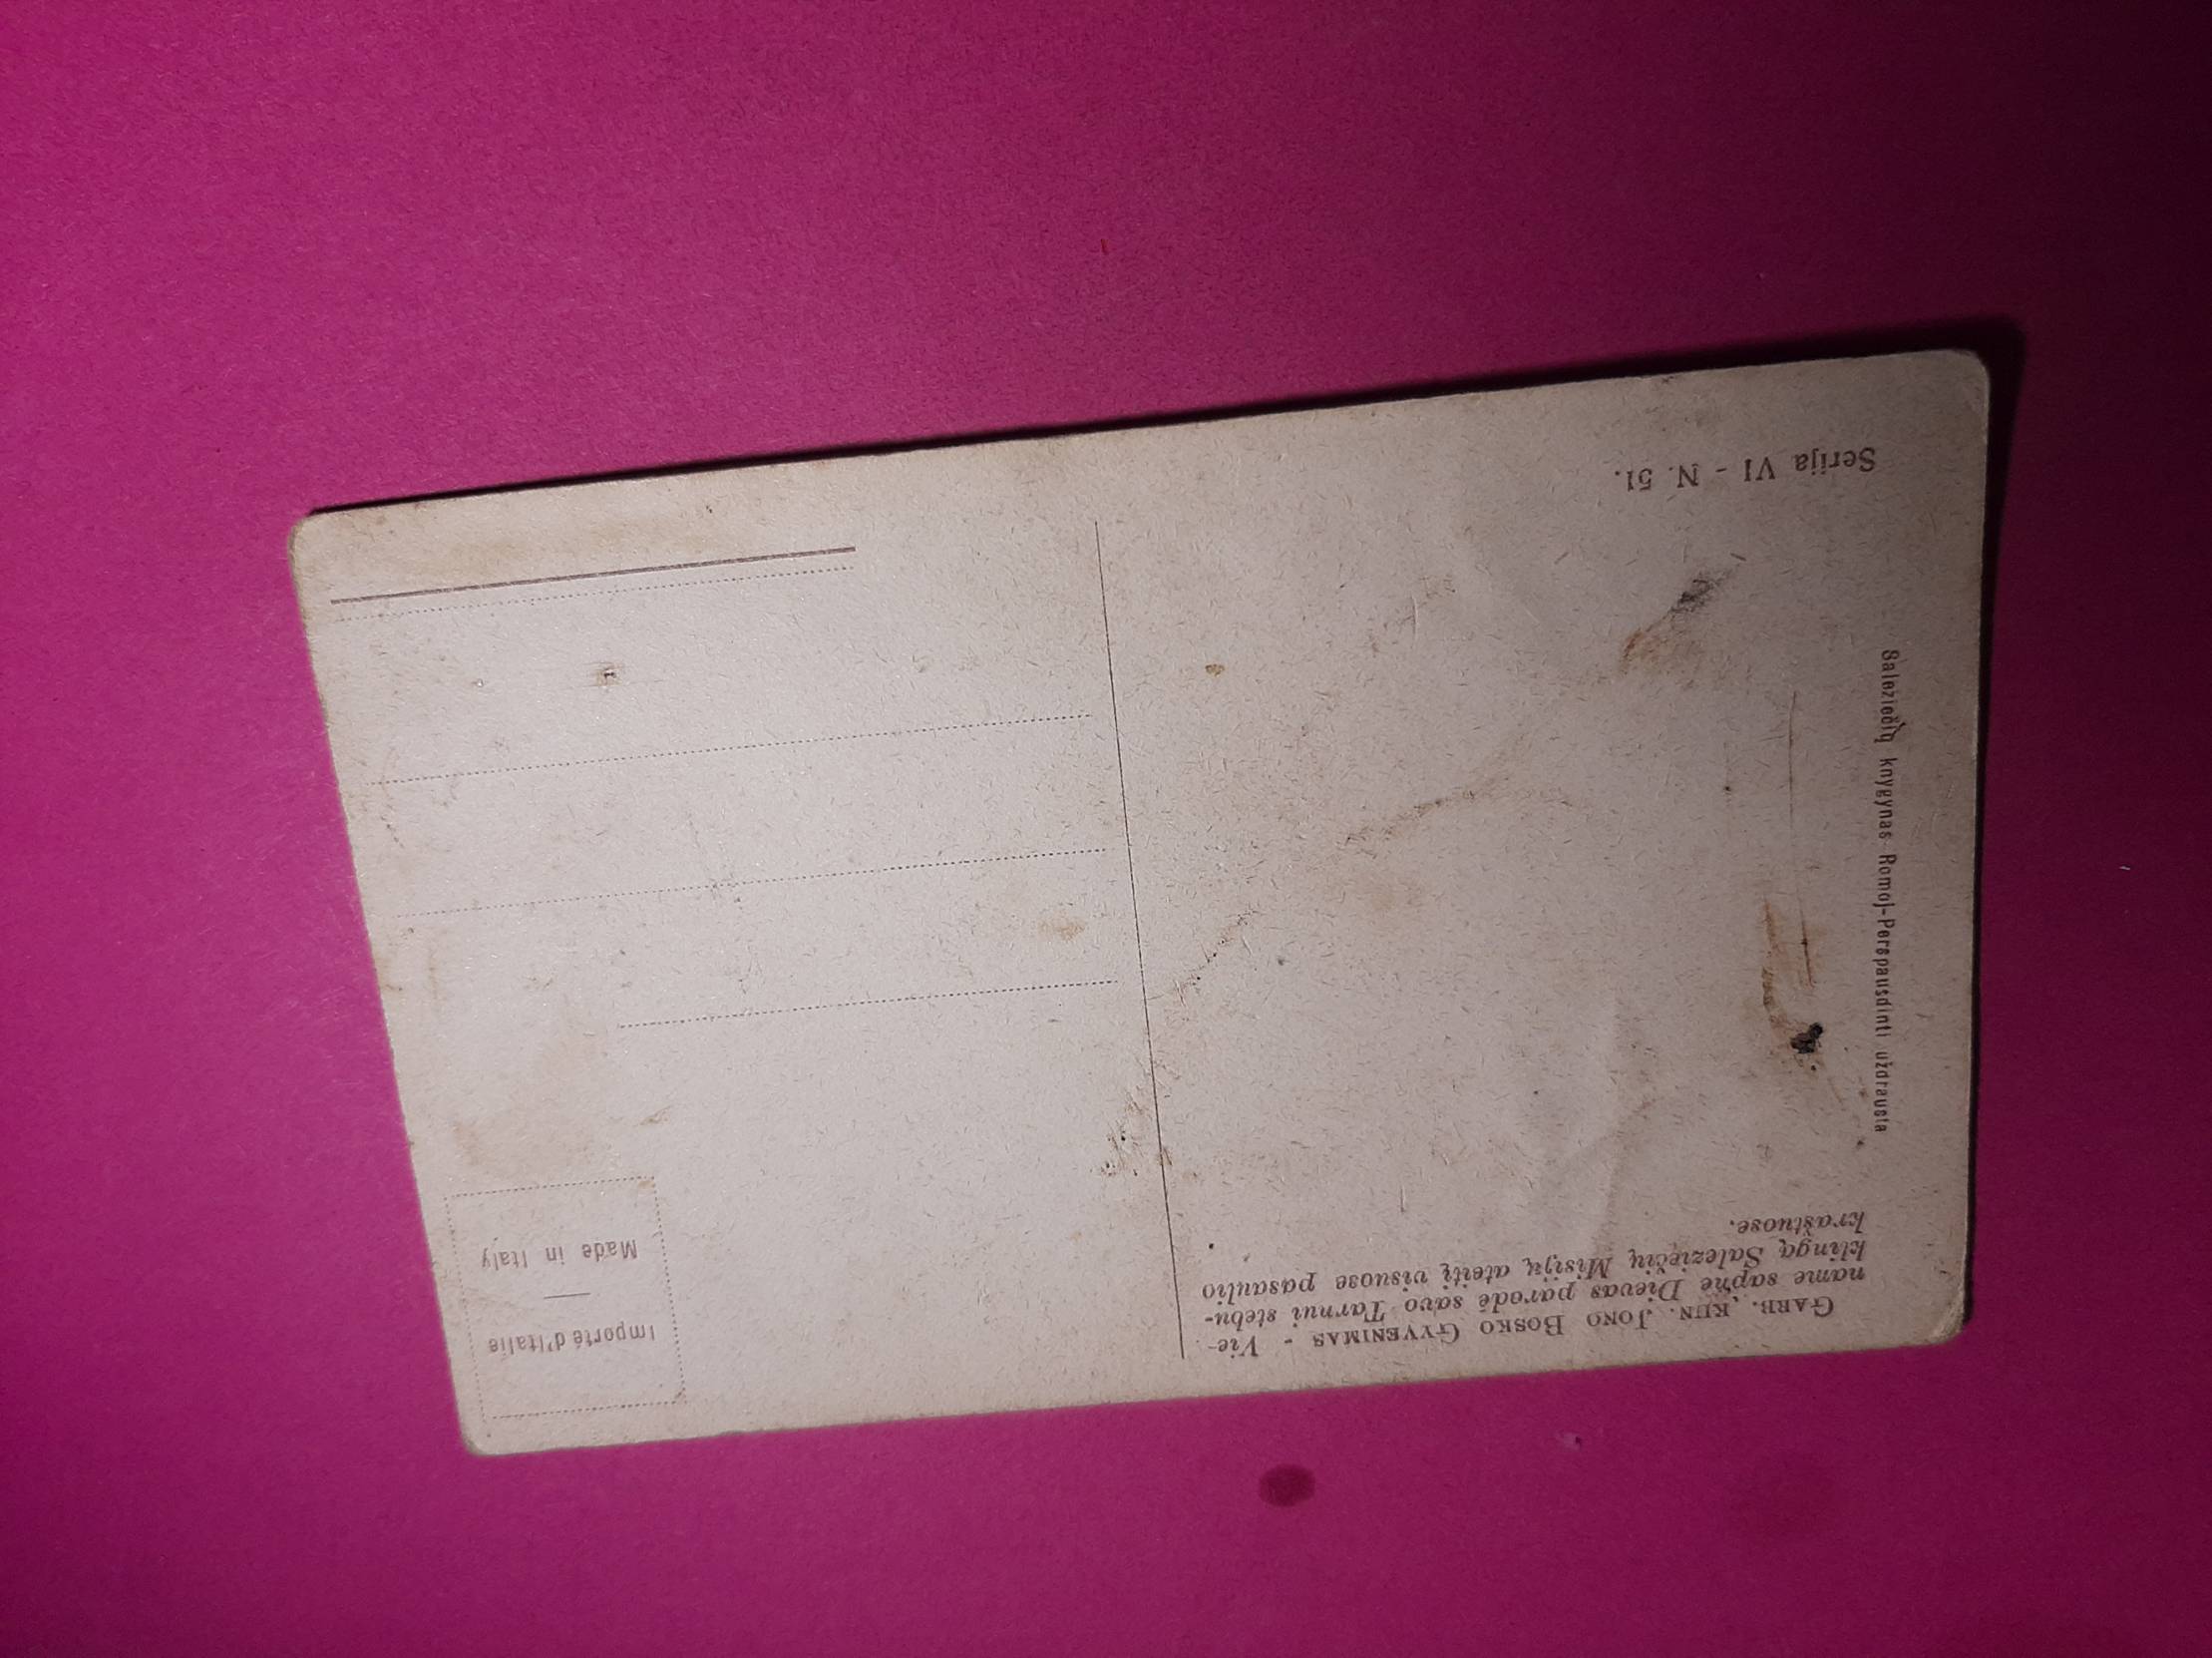 GARB. KUN. JONO BOSKO GYVENIMAS - Vie-
name sapne Dievas parodė savo Tarnui stebu-
klingą Saleziečių Misijų ateitį visuose pasaulio
kraštuose.
Importé d'Italie
Made in Italy
Saleziečių knygynas Romoj-Perspausdinti uždrausta
Serija VI - N. 51.